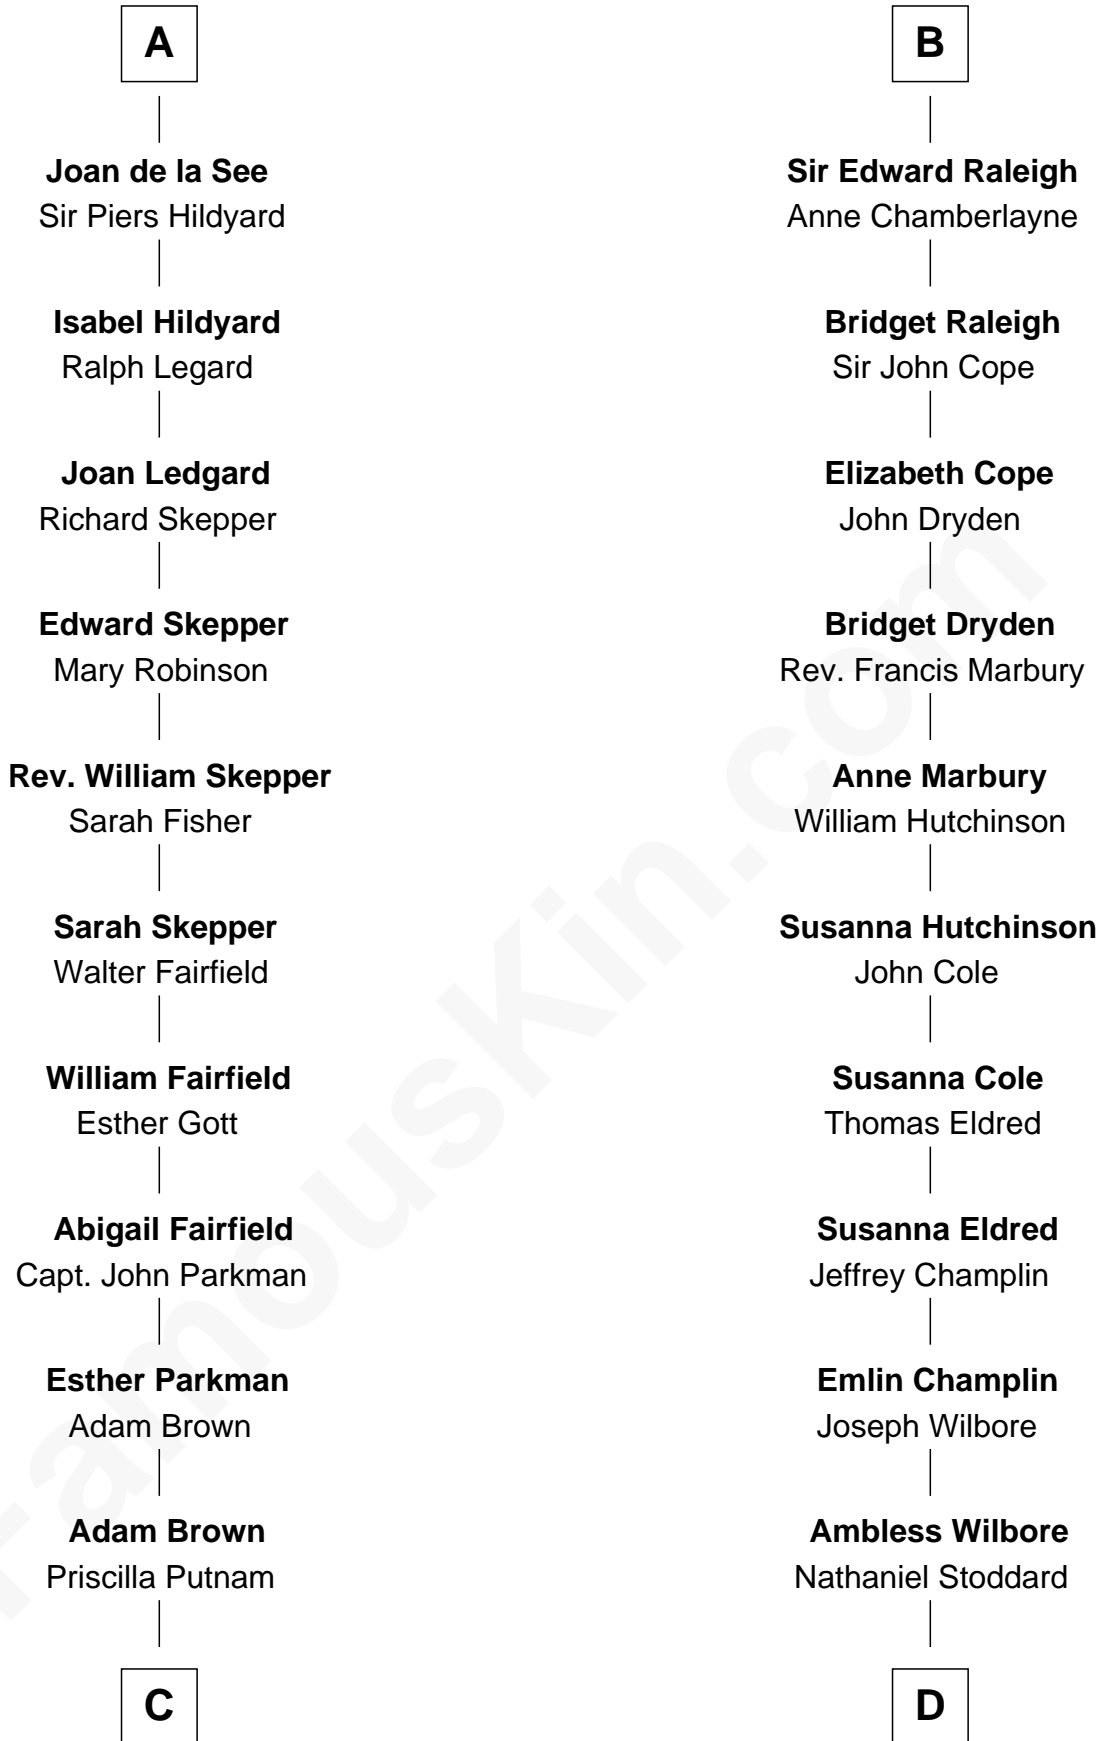 A
Joan de la See
Sir Piers Hildyard
Isabel Hildyard
Ralph Legard
Joan Ledgard
Richard Skepper
Edward Skepper
Mary Robinson
Rev. William Skepper
Sarah Fisher
Sarah Skepper
Walter Fairfield
William Fairfield
Esther Gott
Abigail Fairfield
Capt. John Parkman
Esther Parkman
Adam Brown
Adam Brown
Priscilla Putnam
C
B
Sir Edward Raleigh
Anne Chamberlayne
Bridget Raleigh
Sir John Cope
Elizabeth Cope
John Dryden
Bridget Dryden
Rev. Francis Marbury
Anne Marbury
William Hutchinson
Susanna Hutchinson
John Cole
Susanna Cole
Thomas Eldred
Susanna Eldred
Jeffrey Champlin
Emlin Champlin
Joseph Wilbore
Ambless Wilbore
Nathaniel Stoddard
D
FamousKin.com